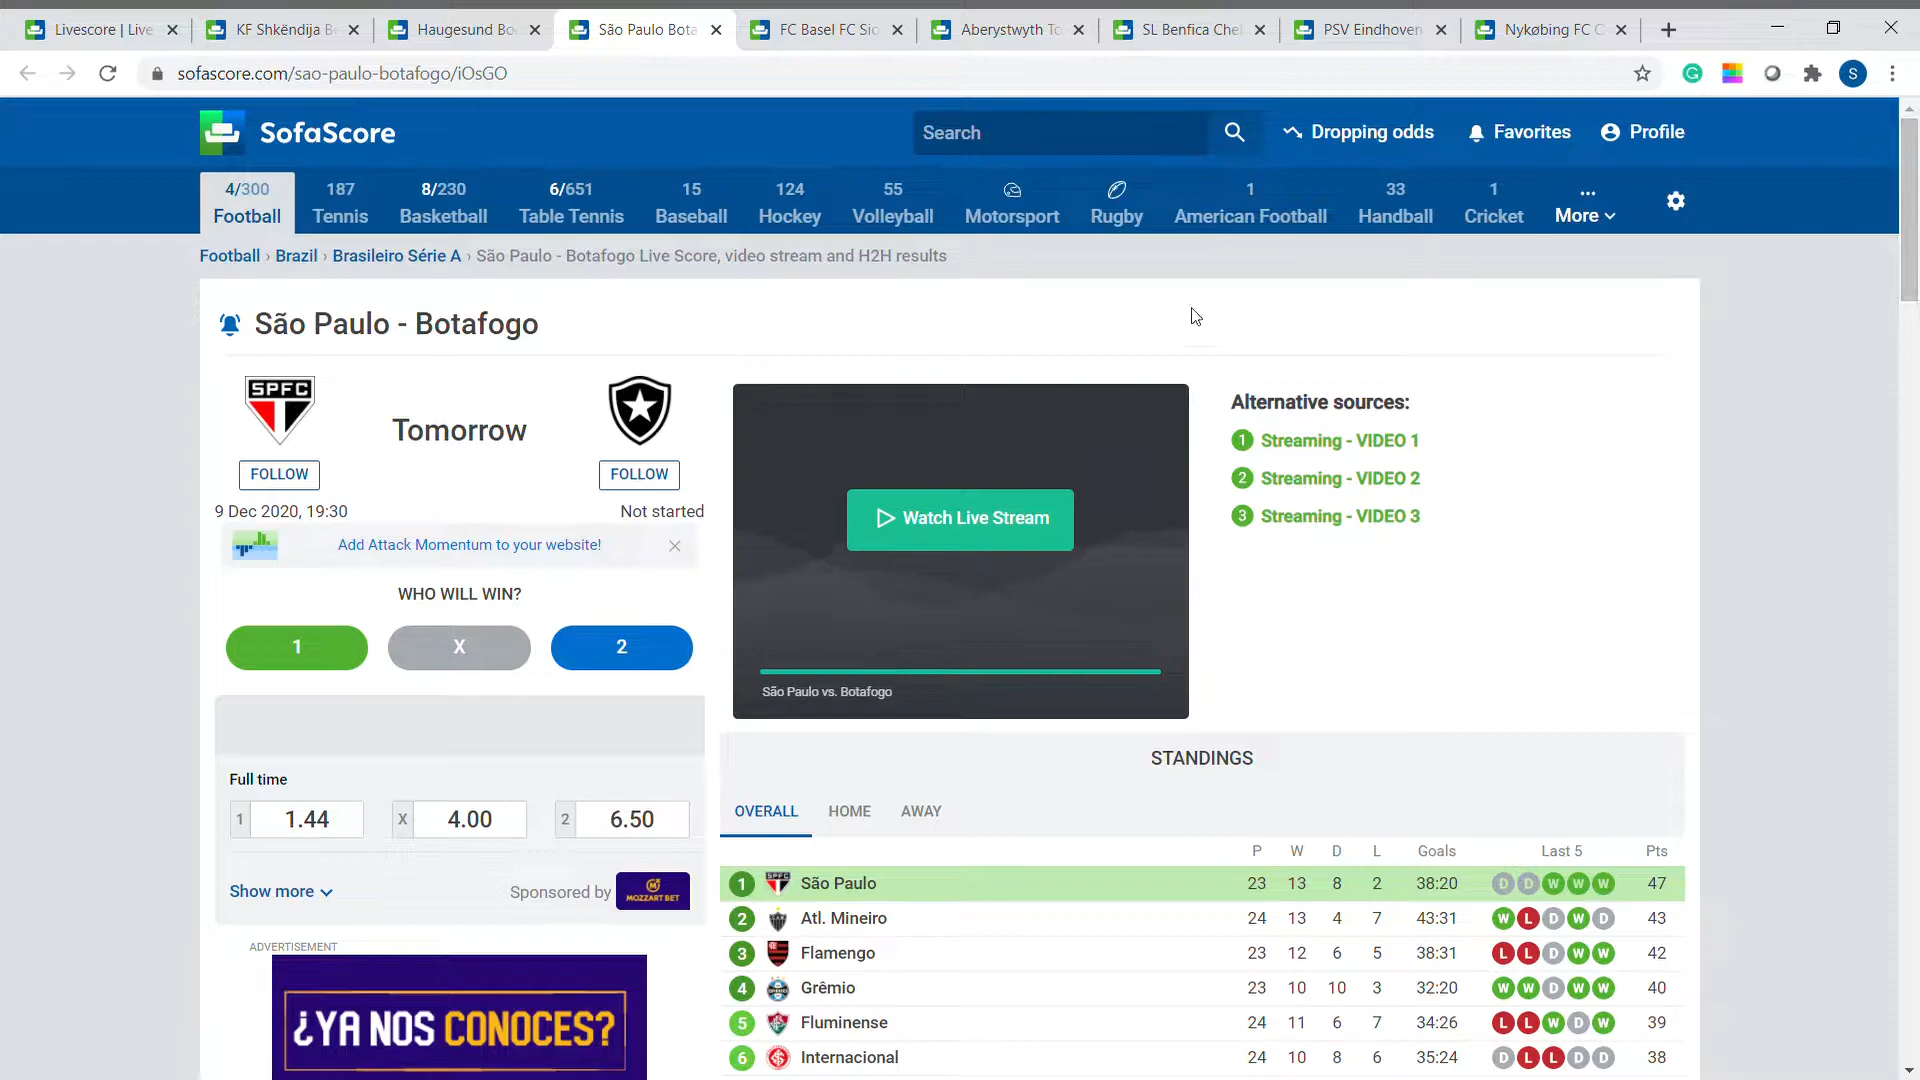 Livescore | Live
KF Shkëndija B
Haugesund Bo
São Paulo Bota
FC Basel FC Sio
Aberystwyth To
SL Benfica Chel
PSV Eindhoven
Nykøbing FC C
sofascore.com/sao-paulo-botafogo/iOsGO
S
SofaScore
Search
Dropping odds
Favorites
Profile
4/300 187 8/230 6/651 15 124 55 1 33 1 ...
Football Tennis Basketball Table Tennis Baseball Hockey Volleyball Motorsport Rugby American Football Handball Cricket More
Football › Brazil › Brasileiro Série A › São Paulo - Botafogo Live Score, video stream and H2H results
São Paulo - Botafogo
SPFC
Tomorrow
FOLLOW FOLLOW
9 Dec 2020, 19:30 Not started
Add Attack Momentum to your website!
WHO WILL WIN?
1 X 2
Full time
1 1.44 X 4.00 2 6.50
Show more
Sponsored by MOZZART BET
ADVERTISEMENT
¿YA NOS CONOCES?
Watch Live Stream
São Paulo vs. Botafogo
Alternative sources:
1 Streaming - VIDEO 1
2 Streaming - VIDEO 2
3 Streaming - VIDEO 3
STANDINGS
OVERALL HOME AWAY
P W D L Goals Last 5 Pts
1 São Paulo 23 13 8 2 38:20 D D W W W 47
2 Atl. Mineiro 24 13 4 7 43:31 W L D W D 43
3 Flamengo 23 12 6 5 38:31 L L D W W 42
4 Grêmio 23 10 10 3 32:20 W W D W W 40
5 Fluminense 24 11 6 7 34:26 L L W D W 39
6 Internacional 24 10 8 6 35:24 D L L D D 38